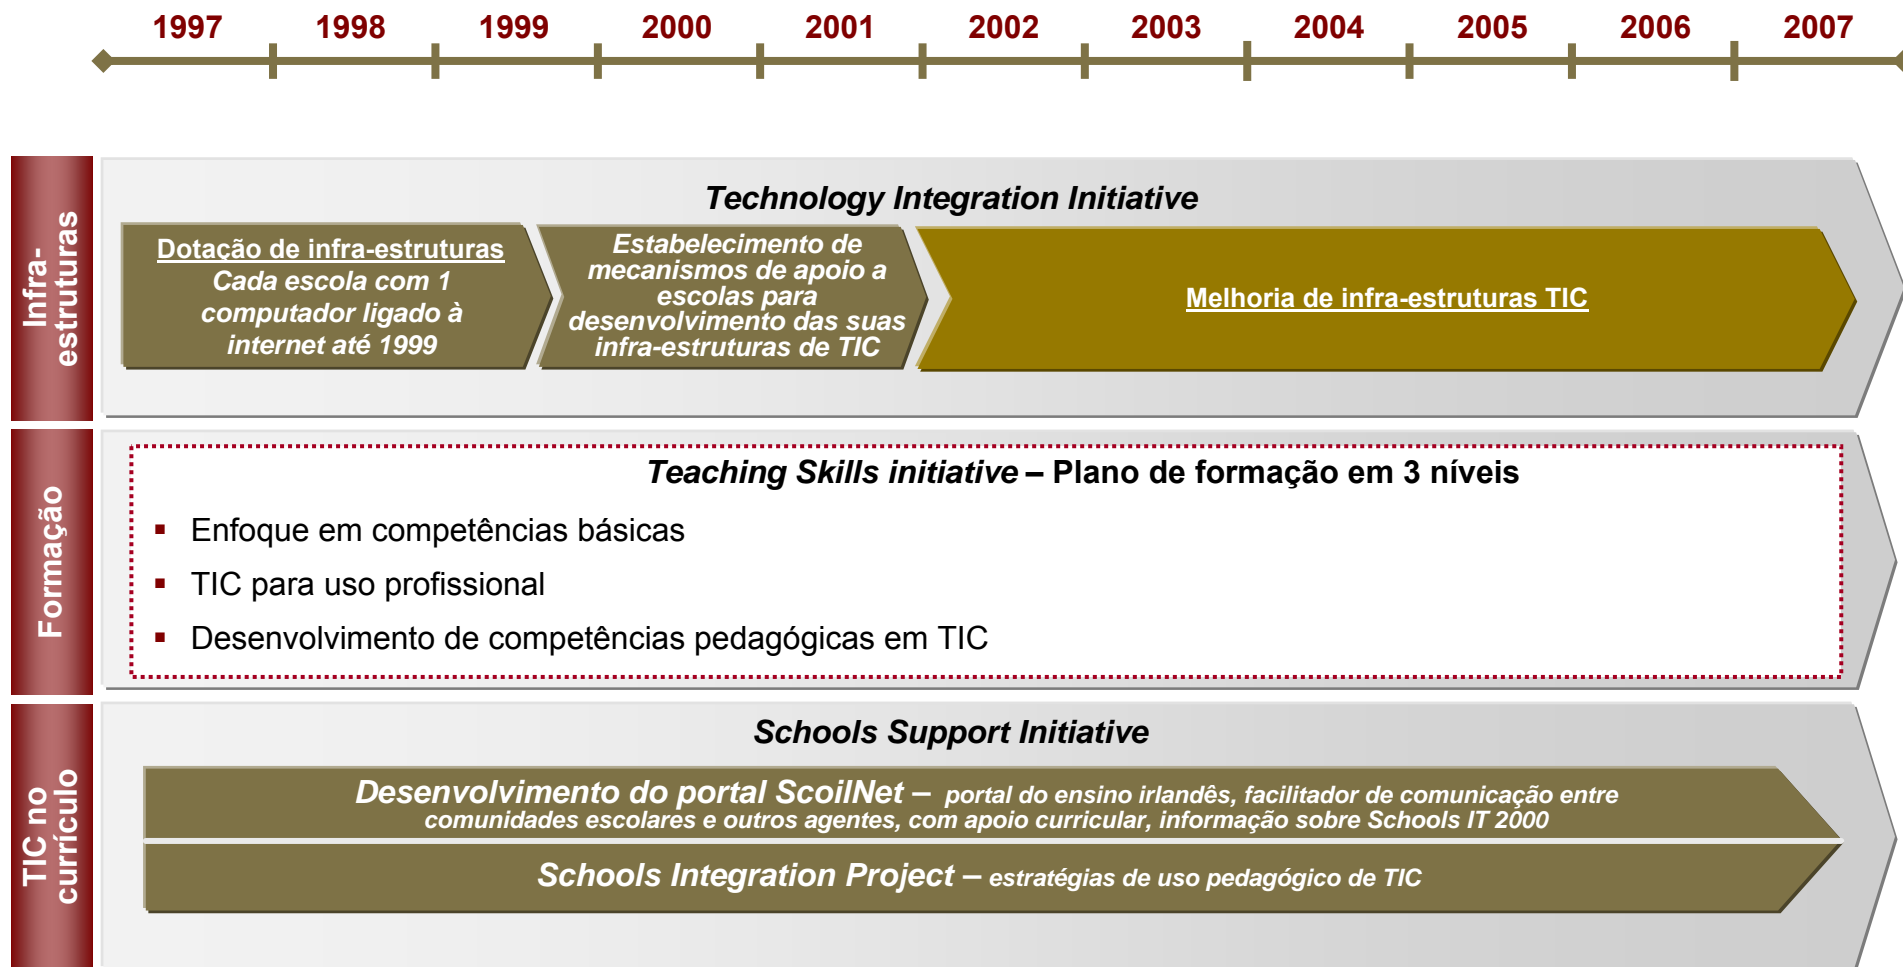 1997 1998 1999 2000 2001 2002 2003 2004 2005 2006 2007
Infra-
estruturas
Technology Integration Initiative
Dotação de infra-estruturas
Cada escola com 1
computador ligado à
internet até 1999
Estabelecimento de
mecanismos de apoio a
escolas para
desenvolvimento das suas
infra-estruturas de TIC
Melhoria de infra-estruturas TIC
Formação
Teaching Skills initiative – Plano de formação em 3 níveis
▪ Enfoque em competências básicas
▪ TIC para uso profissional
▪ Desenvolvimento de competências pedagógicas em TIC
TIC no
currículo
Schools Support Initiative
Desenvolvimento do portal ScoilNet – portal do ensino irlandês, facilitador de comunicação entre
comunidades escolares e outros agentes, com apoio curricular, informação sobre Schools IT 2000
Schools Integration Project – estratégias de uso pedagógico de TIC